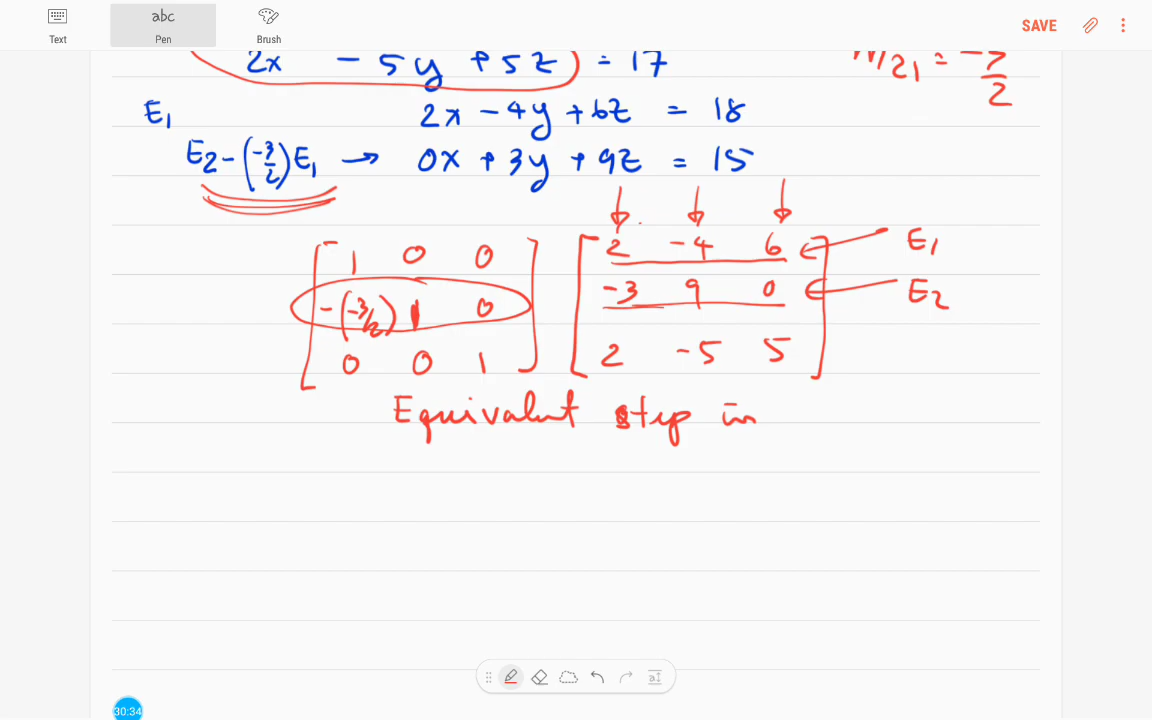 abc
Text Pen Brush SAVE
2x - 5y + 5z ) = 17
m21 = -3/2
E1 2x - 4y + 6z = 18
E2 - (-3/2) E1 → 0x + 3y + 9z = 15
[ 1 0 0 ] [ 2 -4 6 ] ← E1
-(-3/2) 1 0 -3 9 0 ← E2
0 0 1 2 -5 5
Equivalent step in
30:34